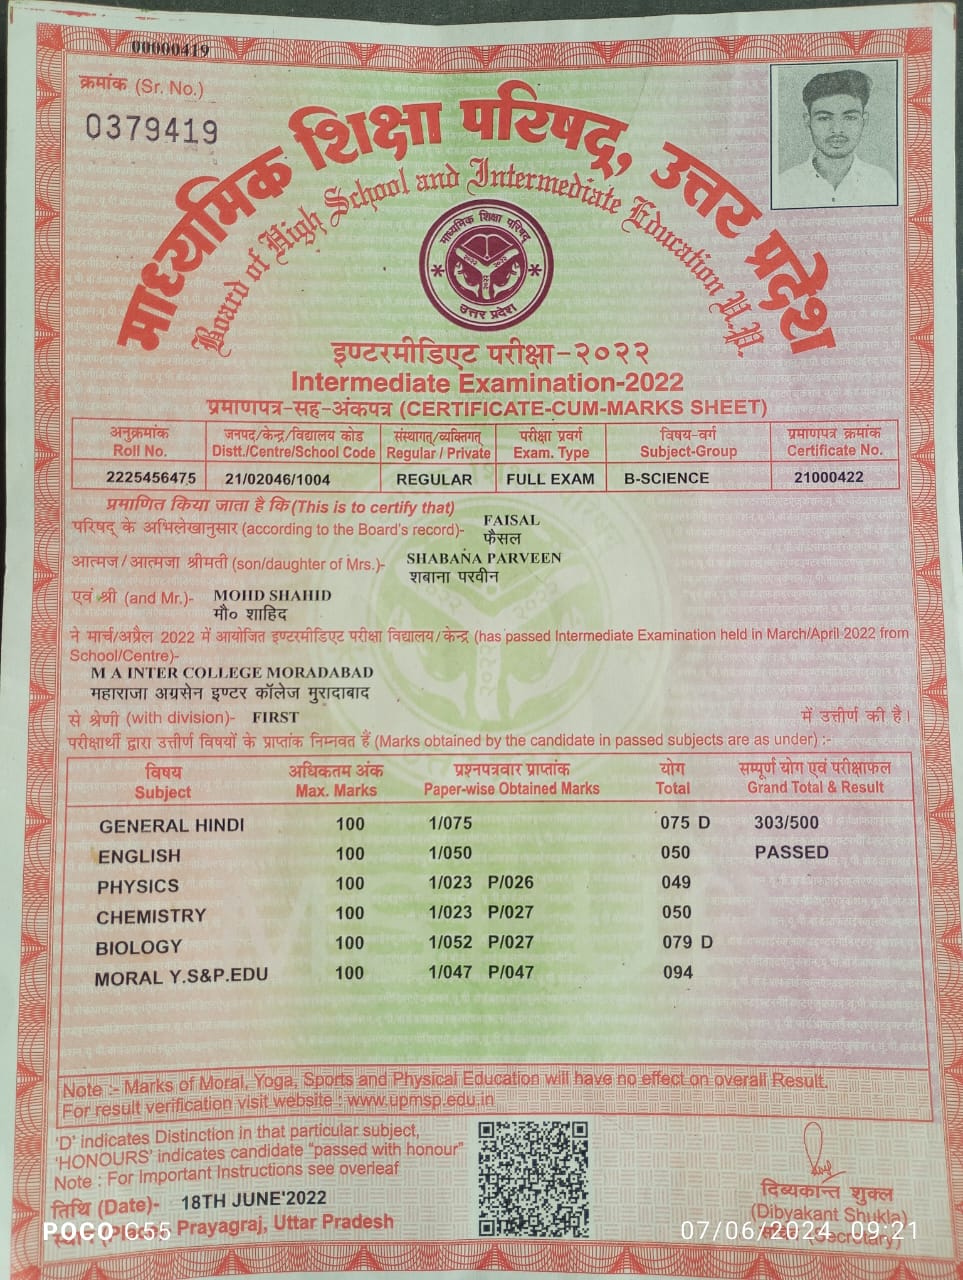 00000419
क्रमांक (Sr. No.)
0379419
माध्यमिक शिक्षा परिषद्, उत्तर प्रदेश
Board of High School and Intermediate Education U.P.
माध्यमिक शिक्षा परिषद्
उत्तर प्रदेश
इण्टरमीडिएट परीक्षा-२०२२
Intermediate Examination-2022
प्रमाणपत्र-सह-अंकपत्र (CERTIFICATE-CUM-MARKS SHEET)
अनुक्रमांक जनपद/केन्द्र/विद्यालय कोड संस्थागत/व्यक्तिगत परीक्षा प्रवर्ग विषय-वर्ग प्रमाणपत्र क्रमांक
Roll No. Distt./Centre/School Code Regular / Private Exam. Type Subject-Group Certificate No.
2225456475 21/02046/1004 REGULAR FULL EXAM B-SCIENCE 21000422
प्रमाणित किया जाता है कि (This is to certify that)
FAISAL
परिषद् के अभिलेखानुसार (according to the Board's record)-
फैसल
SHABANA PARVEEN
आत्मज/आत्मजा श्रीमती (son/daughter of Mrs.)-
शबाना परवीन
एवं श्री (and Mr.)- MOHD SHAHID
मौ० शाहिद
ने मार्च/अप्रैल 2022 में आयोजित इण्टरमीडिएट परीक्षा विद्यालय/केन्द्र (has passed Intermediate Examination held in March/April 2022 from
School/Centre)-
M A INTER COLLEGE MORADABAD
महाराजा अग्रसेन इण्टर कॉलेज मुरादाबाद
से श्रेणी (with division)- FIRST में उत्तीर्ण की है।
परीक्षार्थी द्वारा उत्तीर्ण विषयों के प्राप्तांक निम्नवत हैं (Marks obtained by the candidate in passed subjects are as under) :-
विषय अधिकतम अंक प्रश्नपत्रवार प्राप्तांक योग सम्पूर्ण योग एवं परीक्षाफल
Subject Max. Marks Paper-wise Obtained Marks Total Grand Total & Result
GENERAL HINDI 100 1/075 075 D 303/500
ENGLISH 100 1/050 050 PASSED
PHYSICS 100 1/023 P/026 049
CHEMISTRY 100 1/023 P/027 050
BIOLOGY 100 1/052 P/027 079 D
MORAL Y.S&P.EDU 100 1/047 P/047 094
Note :- Marks of Moral, Yoga, Sports and Physical Education will have no effect on overall Result.
For result verification visit website : www.upmsp.edu.in
'D' indicates Distinction in that particular subject,
'HONOURS' indicates candidate "passed with honour"
Note : For Important Instructions see overleaf
तिथि (Date)- 18TH JUNE'2022
Prayagraj, Uttar Pradesh
दिव्यकान्त शुक्ल
(Dibyakant Shukla)
(Secretary)
POCO G55
07/06/2024 09:21